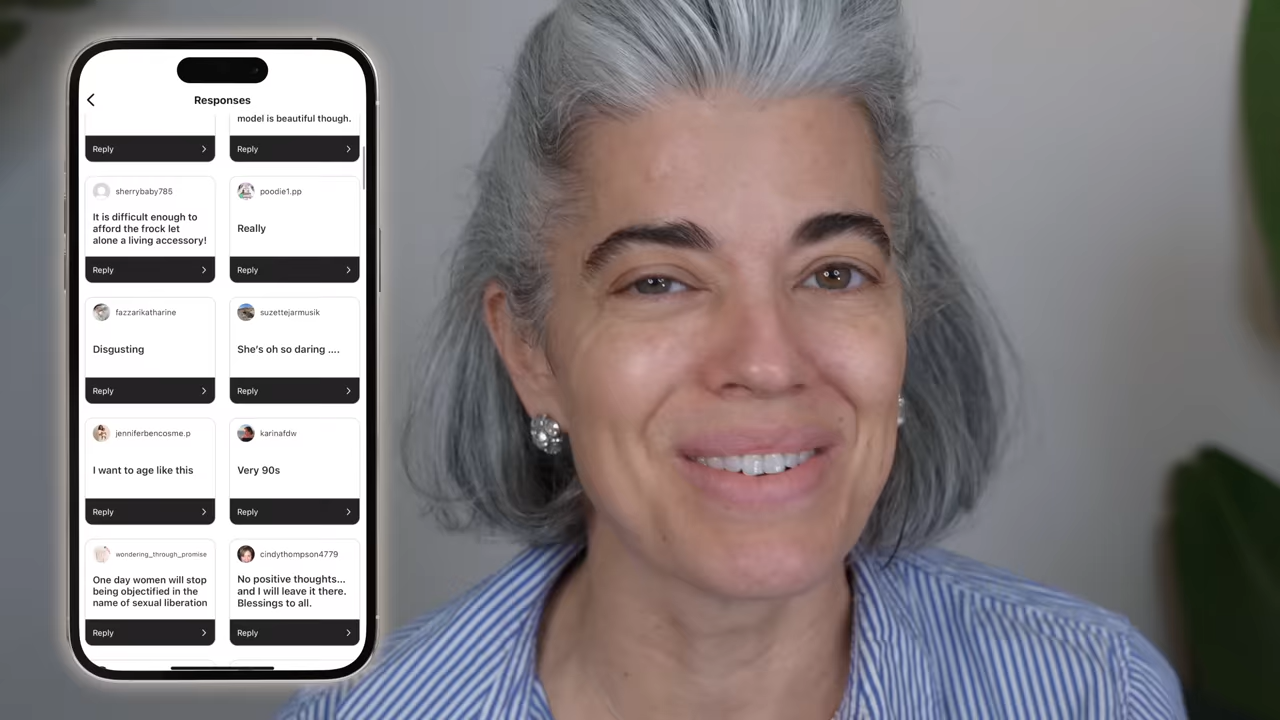 Responses
model is beautiful though.
Reply
Reply
sherrybaby785
It is difficult enough to
afford the frock let
alone a living accessory!
Reply
poodie1.pp
Really
Reply
fazzarikatharine
Disgusting
Reply
suzettejarmusik
She's oh so daring ....
Reply
jenniferbencosme.p
I want to age like this
Reply
karinafdw
Very 90s
Reply
wondering_through_promise
One day women will stop
being objectified in the
name of sexual liberation
Reply
cindythompson4779
No positive thoughts...
and I will leave it there.
Blessings to all.
Reply